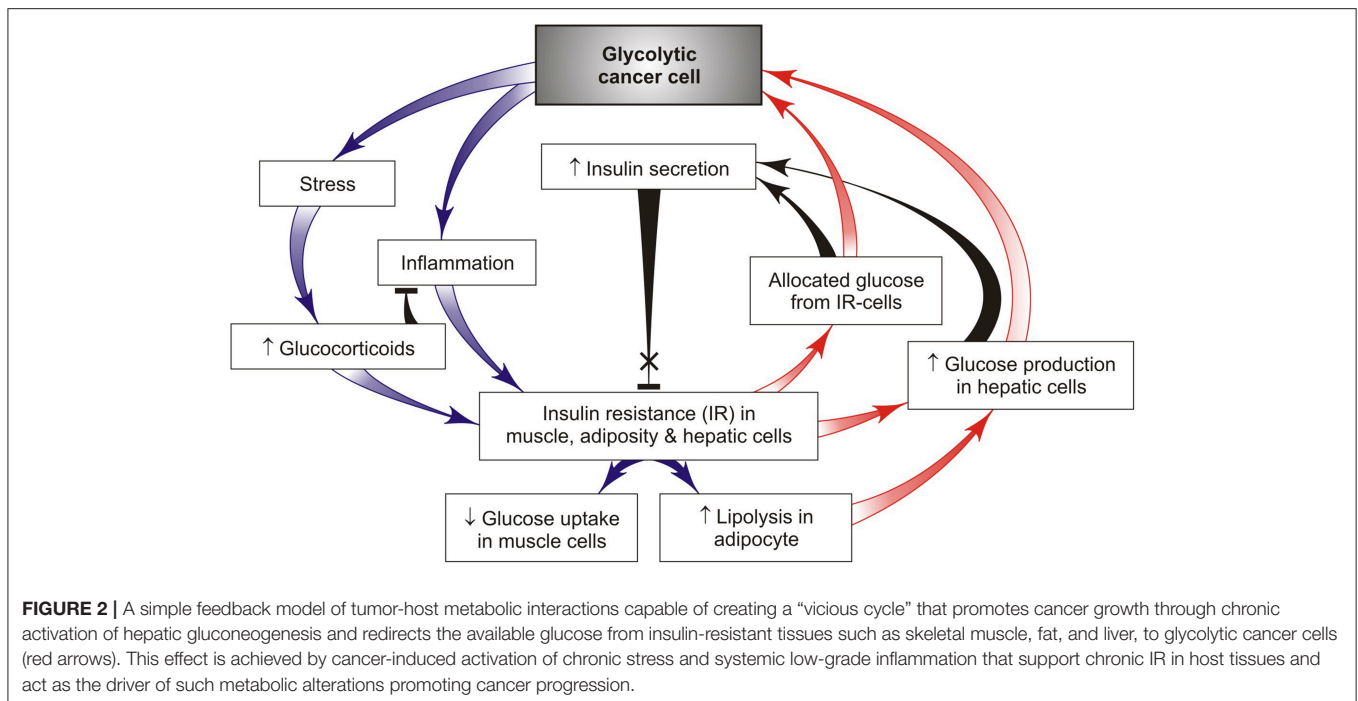 Glycolytic
cancer cell
Stress
↑ Insulin secretion
Inflammation
Allocated glucose
from IR-cells
↑ Glucocorticoids
↑ Glucose production
in hepatic cells
Insulin resistance (IR) in
muscle, adiposity & hepatic cells
↓ Glucose uptake
in muscle cells
↑ Lipolysis in
adipocyte
FIGURE 2 | A simple feedback model of tumor-host metabolic interactions capable of creating a “vicious cycle” that promotes cancer growth through chronic
activation of hepatic gluconeogenesis and redirects the available glucose from insulin-resistant tissues such as skeletal muscle, fat, and liver, to glycolytic cancer cells
(red arrows). This effect is achieved by cancer-induced activation of chronic stress and systemic low-grade inflammation that support chronic IR in host tissues and
act as the driver of such metabolic alterations promoting cancer progression.